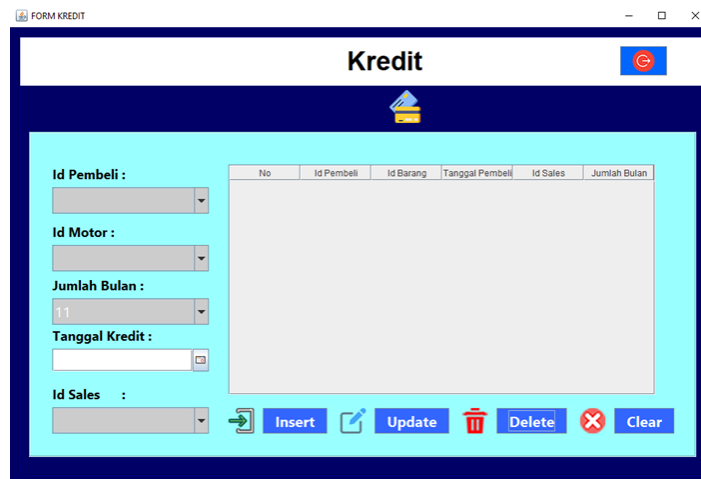 FORM KREDIT
Kredit
Id Pembeli :
No Id Pembeli Id Barang Tanggal Pembeli Id Sales Jumlah Bulan
Id Motor :
Jumlah Bulan :
11
Tanggal Kredit :
Id Sales :
Insert Update Delete Clear